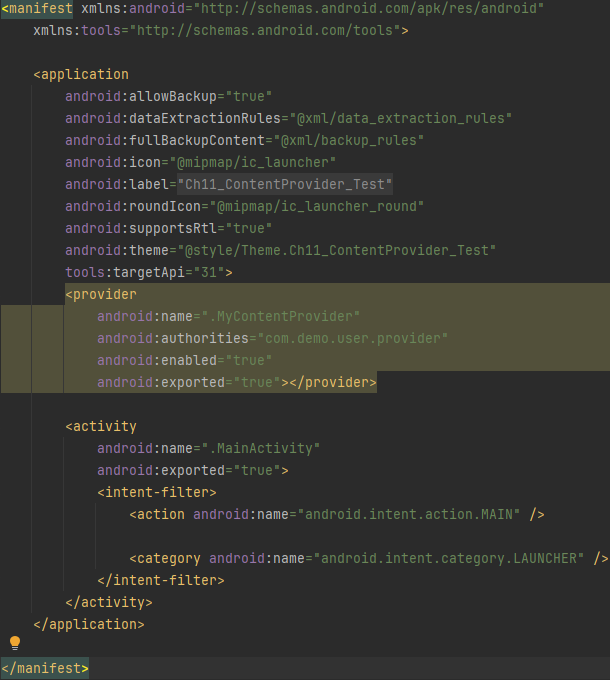 <manifest xmlns:android="http://schemas.android.com/apk/res/android"
    xmlns:tools="http://schemas.android.com/tools">

    <application
        android:allowBackup="true"
        android:dataExtractionRules="@xml/data_extraction_rules"
        android:fullBackupContent="@xml/backup_rules"
        android:icon="@mipmap/ic_launcher"
        android:label="Ch11_ContentProvider_Test"
        android:roundIcon="@mipmap/ic_launcher_round"
        android:supportsRtl="true"
        android:theme="@style/Theme.Ch11_ContentProvider_Test"
        tools:targetApi="31">
        <provider
            android:name=".MyContentProvider"
            android:authorities="com.demo.user.provider"
            android:enabled="true"
            android:exported="true"></provider>

        <activity
            android:name=".MainActivity"
            android:exported="true">
            <intent-filter>
                <action android:name="android.intent.action.MAIN" />

                <category android:name="android.intent.category.LAUNCHER" />
            </intent-filter>
        </activity>
    </application>

</manifest>